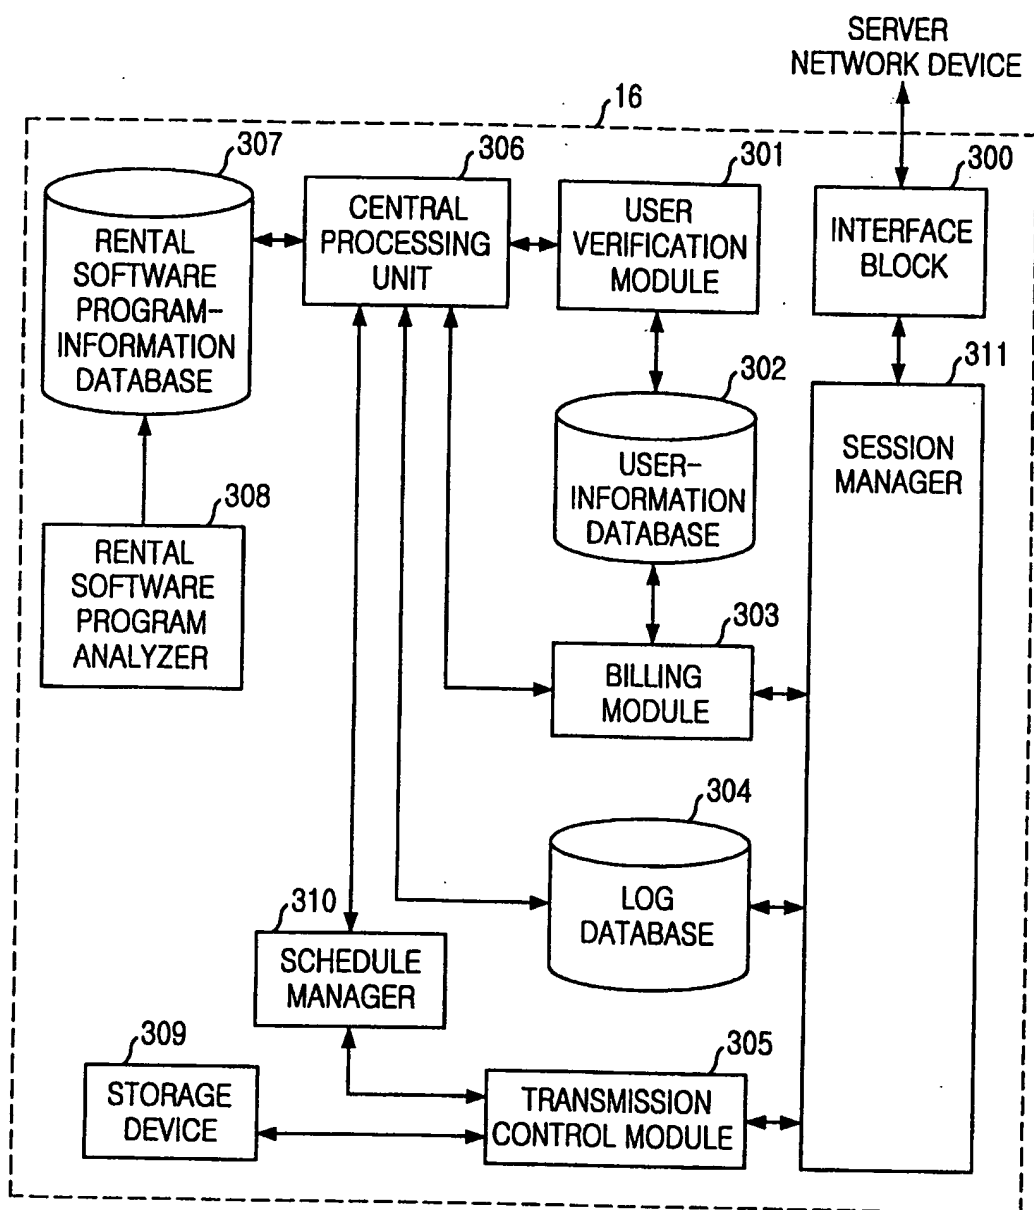 SERVER
NETWORK DEVICE
16
307
RENTAL
SOFTWARE
PROGRAM-
INFORMATION
DATABASE
306
CENTRAL
PROCESSING
UNIT
301
USER
VERIFICATION
MODULE
300
INTERFACE
BLOCK
302
USER-
INFORMATION
DATABASE
311
SESSION
MANAGER
308
RENTAL
SOFTWARE
PROGRAM
ANALYZER
303
BILLING
MODULE
304
LOG
DATABASE
310
SCHEDULE
MANAGER
309
STORAGE
DEVICE
305
TRANSMISSION
CONTROL MODULE